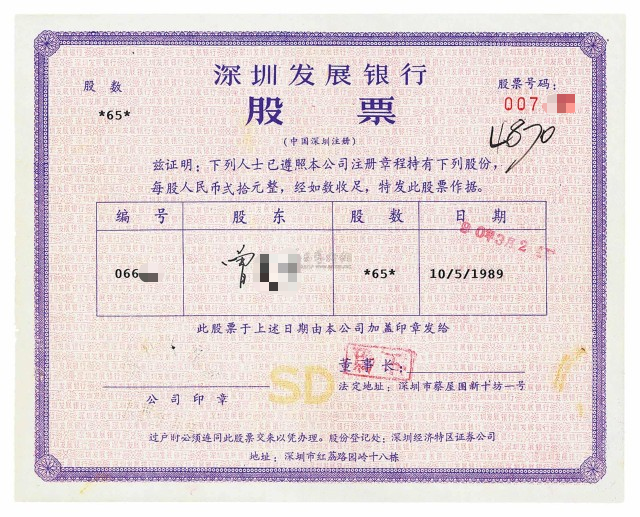 深圳发展银行
股数
*65*
股票
股票号码:
007
(中国深圳注册)
4870
兹证明：下列人士已遵照本公司注册章程持有下列股份，
每股人民币贰拾元整，经如数收足，特发此股票作据。
编号 股东 股数 日期
90年3月2
066 曾 *65* 10/5/1989
此股票于上述日期由本公司加盖印章发给
董事长:
SD
公司印章
法定地址：深圳市蔡屋围新十坊一号
过户时必须连同此股票交来以凭办理。股份登记处：深圳经济特区证券公司
地址：深圳市红荔路园岭十八栋